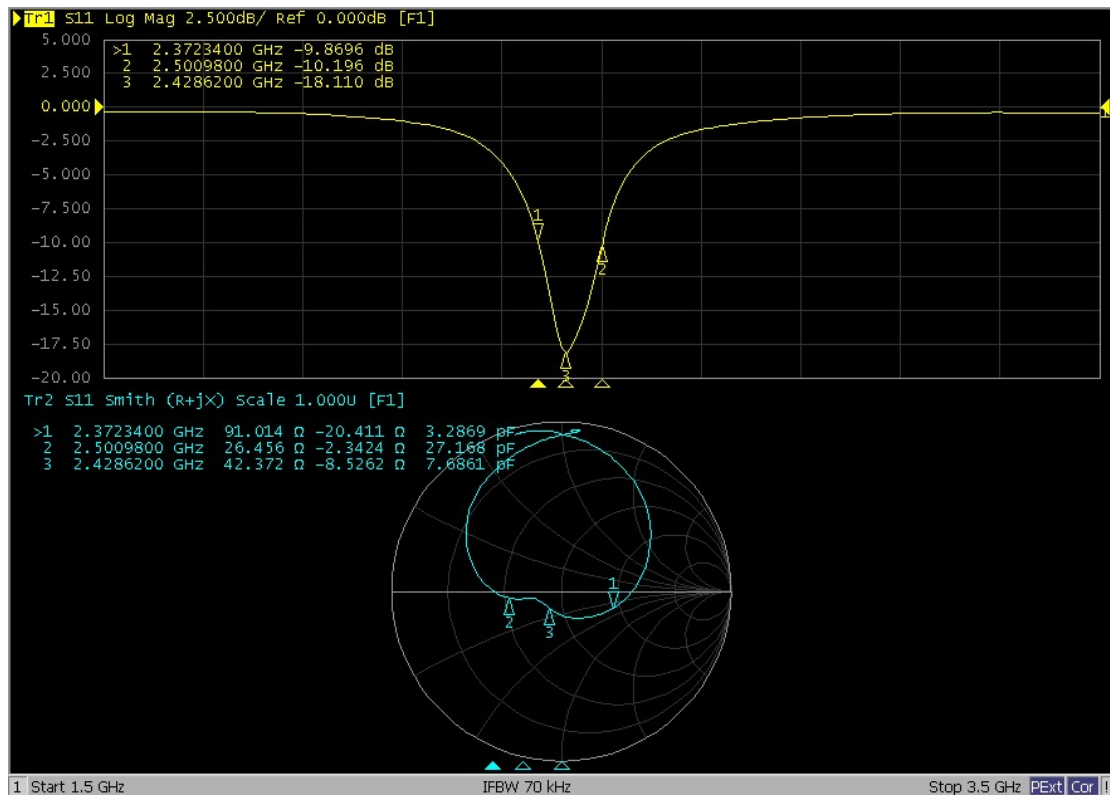 Tr1 S11 Log Mag 2.500dB/ Ref 0.000dB [F1]
5.000
>1 2.3723400 GHz -9.8696 dB
2 2.5009800 GHz -10.196 dB
3 2.4286200 GHz -18.110 dB
2.500
0.000
-2.500
-5.000
-7.500
1
-10.00
2
-12.50
-15.00
-17.50
3
-20.00
Tr2 S11 Smith (R+jX) Scale 1.000U [F1]
>1 2.3723400 GHz 91.014 Ω -20.411 Ω 3.2869 pF
2 2.5009800 GHz 26.456 Ω -2.3424 Ω 27.168 pF
3 2.4286200 GHz 42.372 Ω -8.5262 Ω 7.6861 pF
1
2
3
1 Start 1.5 GHz IFBW 70 kHz Stop 3.5 GHz PExt Cor !